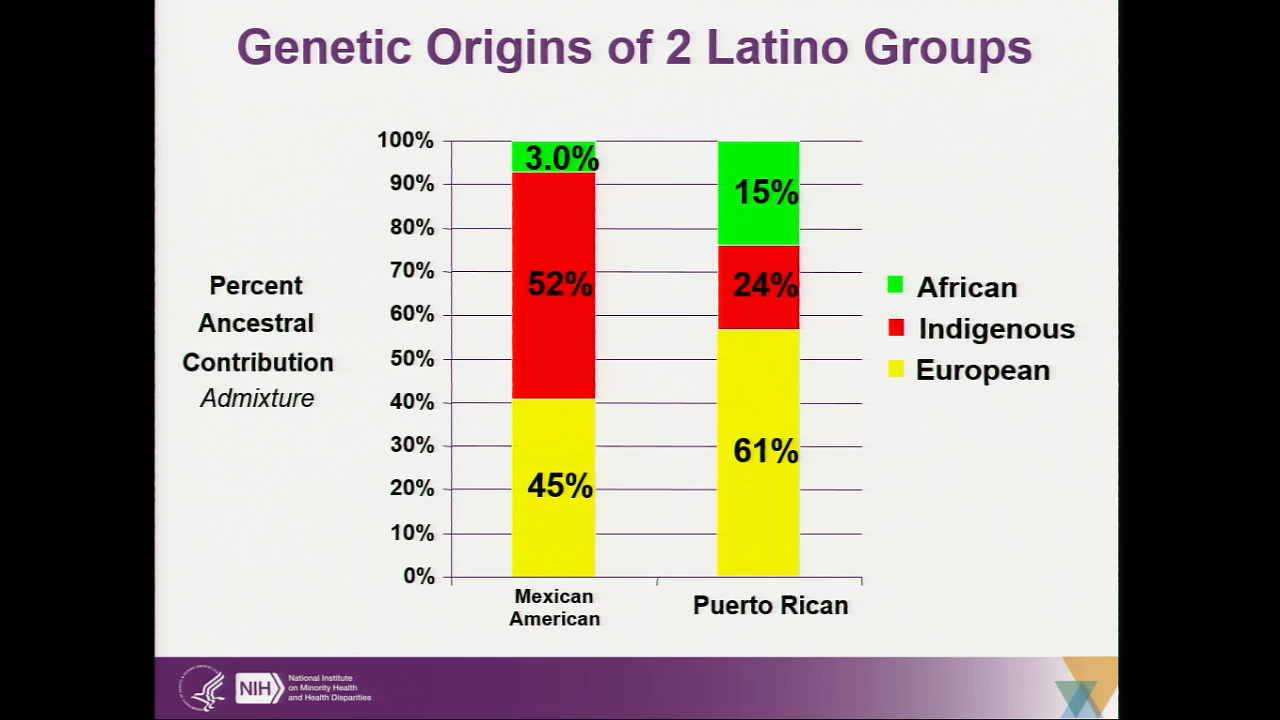 Genetic Origins of 2 Latino Groups
100%
90%
80%
70%
60%
50%
40%
30%
20%
10%
0%
Percent
Ancestral
Contribution
Admixture
3.0%
52%
45%
15%
24%
61%
African
Indigenous
European
Mexican
American
Puerto Rican
NIH
National Institute
on Minority Health
and Health Disparities